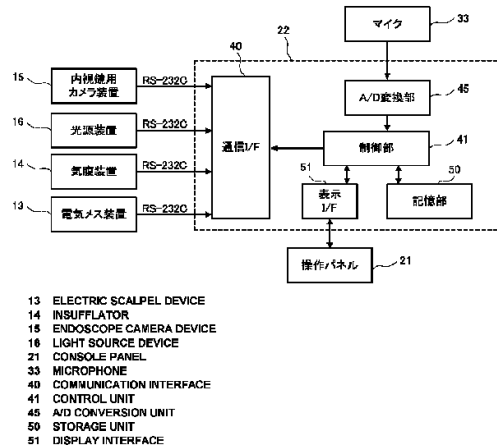 マイク
33
22
40
15
内視鏡用
カメラ装置
RS-232C
A/D変換部
45
16
光源装置
RS-232C
通信I/F
制御部
41
14
気腹装置
RS-232C
51
50
表示
I/F
記憶部
13
電気メス装置
RS-232C
操作パネル
21
13 ELECTRIC SCALPEL DEVICE
14 INSUFFLATOR
15 ENDOSCOPE CAMERA DEVICE
16 LIGHT SOURCE DEVICE
21 CONSOLE PANEL
33 MICROPHONE
40 COMMUNICATION INTERFACE
41 CONTROL UNIT
45 A/D CONVERSION UNIT
50 STORAGE UNIT
51 DISPLAY INTERFACE